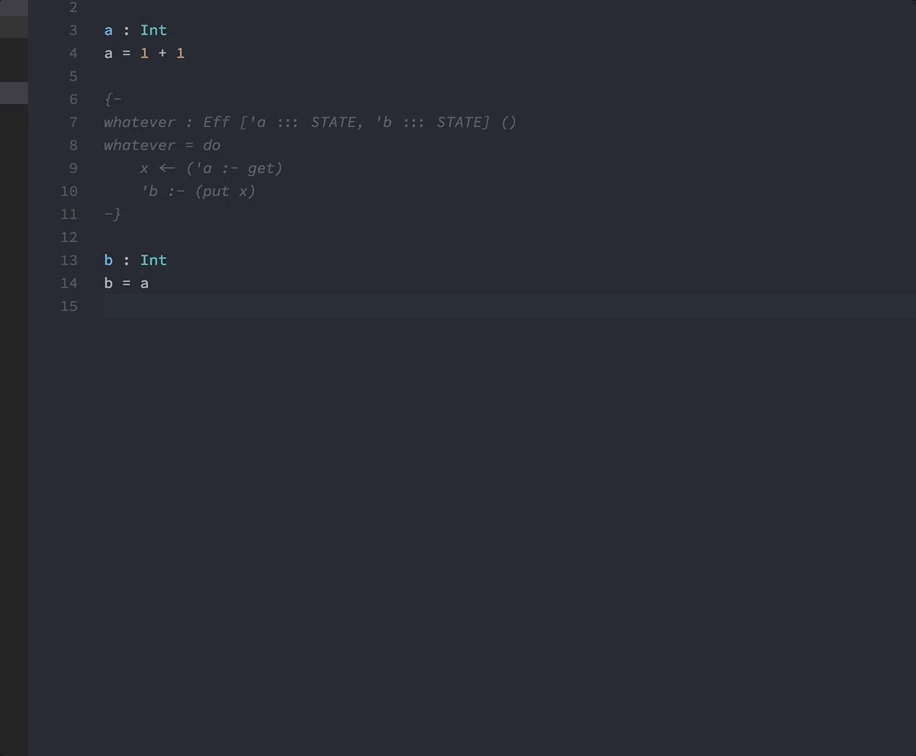 2
3 a : Int
4 a = 1 + 1
5
6 {-
7 whatever : Eff ['a ::: STATE, 'b ::: STATE] ()
8 whatever = do
9     x <- ('a :- get)
10     'b :- (put x)
11 -}
12
13 b : Int
14 b = a
15